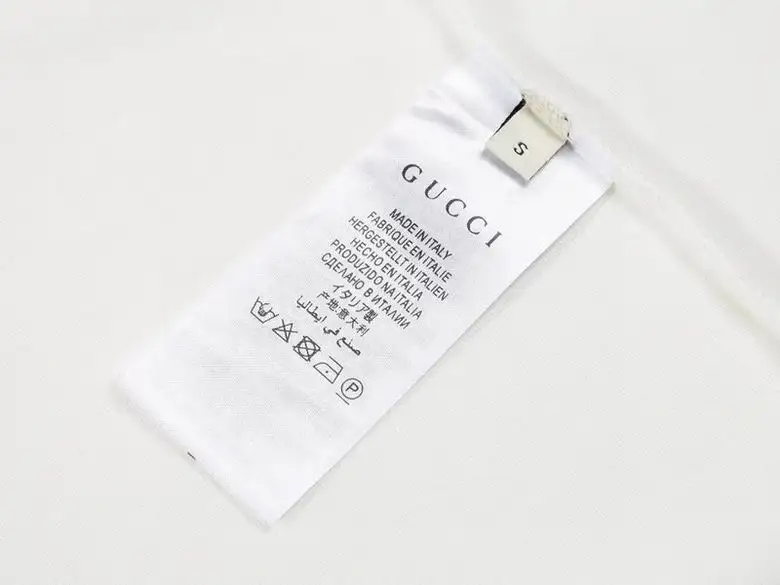 S
GUCCI
MADE IN ITALY
FABRIQUE EN ITALIE
HERGESTELLT IN ITALIEN
HECHO EN ITALIA
PRODUZIDO NA ITALIA
СДЕЛАНО В ИТАЛИИ
イタリア製
产地意大利
صنع في ايطاليا
P